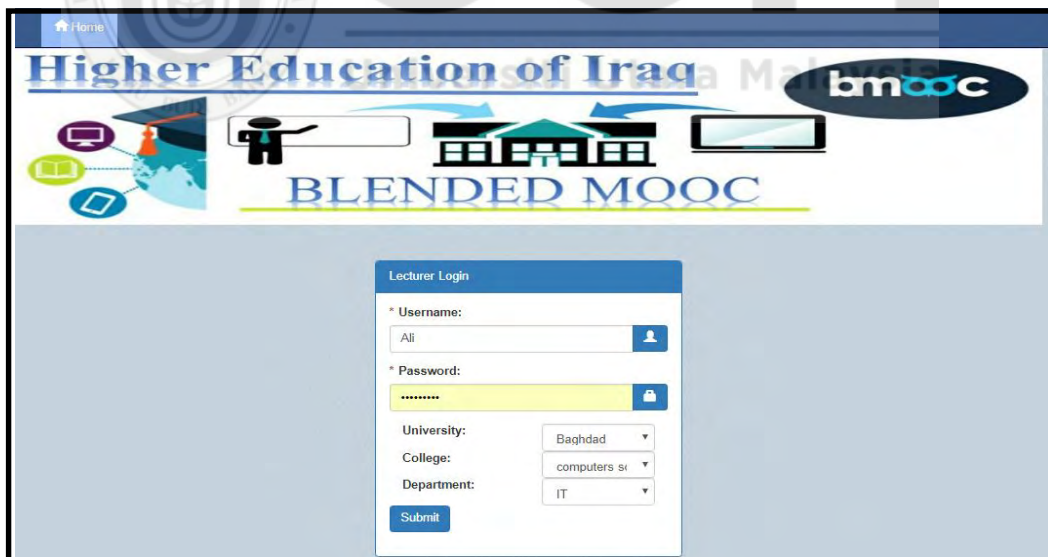 Home
Higher Education of Iraq
bmooc
BLENDED MOOC
Lecturer Login
* Username:
Ali
* Password:
•••••••••
University:
Baghdad
College:
computers sc
Department:
IT
Submit